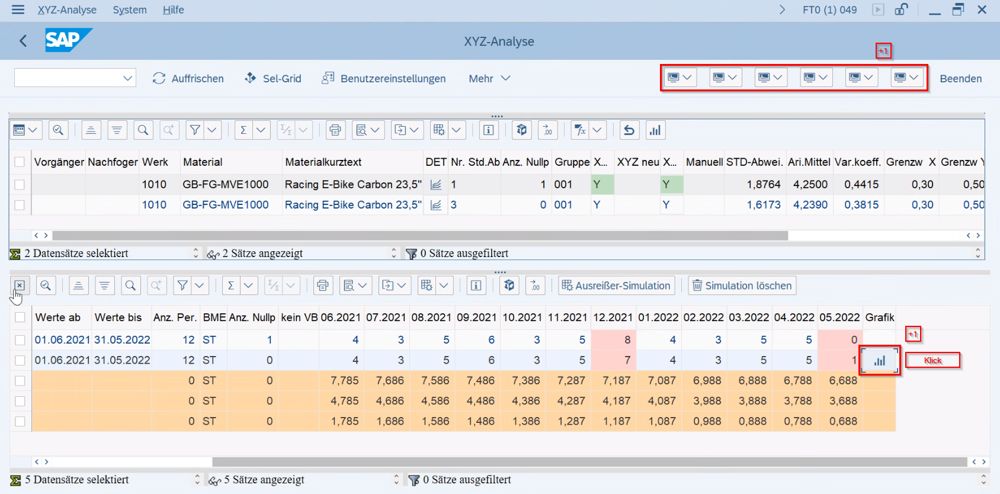 XYZ-Analyse System Hilfe FT0 (1) 049
SAP XYZ-Analyse
+1
Auffrischen Sel-Grid Benutzereinstellungen Mehr Beenden
Vorgänger Nachfoger Werk Material Materialkurztext DET Nr. Std.Ab Anz. Nullp Gruppe X... XYZ neu X... Manuell STD-Abwei. Ari.Mittel Var.koeff. Grenzw X Grenzw Y
1010 GB-FG-MVE1000 Racing E-Bike Carbon 23,5" 1 1 001 Y Y 1,8764 4,2500 0,4415 0,30 0,50
1010 GB-FG-MVE1000 Racing E-Bike Carbon 23,5" 3 0 001 Y Y 1,6173 4,2390 0,3815 0,30 0,50
2 Datensätze selektiert 2 Sätze angezeigt 0 Sätze ausgefiltert
Ausreißer-Simulation Simulation löschen
Werte ab Werte bis Anz. Per. BME Anz. Nullp kein VB 06.2021 07.2021 08.2021 09.2021 10.2021 11.2021 12.2021 01.2022 02.2022 03.2022 04.2022 05.2022 Grafik
01.06.2021 31.05.2022 12 ST 1 4 3 5 6 3 5 8 4 3 5 5 0 +1
01.06.2021 31.05.2022 12 ST 0 4 3 5 6 3 5 7 4 3 5 5 1 Klick
0 ST 0 7,785 7,686 7,586 7,486 7,386 7,287 7,187 7,087 6,988 6,888 6,788 6,688
0 ST 0 4,785 4,686 4,586 4,486 4,386 4,287 4,187 4,087 3,988 3,888 3,788 3,688
0 ST 0 1,785 1,686 1,586 1,486 1,386 1,287 1,187 1,087 0,988 0,888 0,788 0,688
5 Datensätze selektiert 5 Sätze angezeigt 0 Sätze ausgefiltert